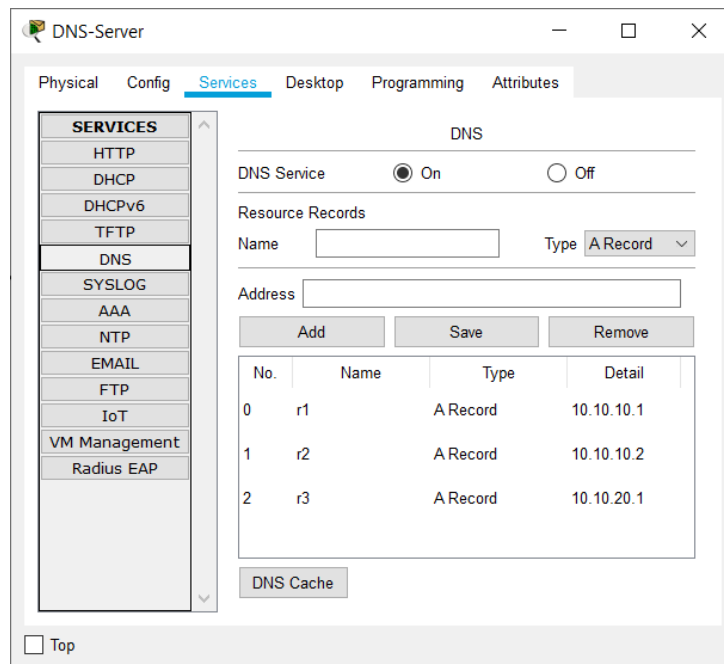 DNS-Server
Physical Config Services Desktop Programming Attributes
SERVICES
HTTP
DHCP
DHCPv6
TFTP
DNS
SYSLOG
AAA
NTP
EMAIL
FTP
IoT
VM Management
Radius EAP
DNS
DNS Service On Off
Resource Records
Name Type A Record
Address
Add Save Remove
No. Name Type Detail
0 r1 A Record 10.10.10.1
1 r2 A Record 10.10.10.2
2 r3 A Record 10.10.20.1
DNS Cache
Top